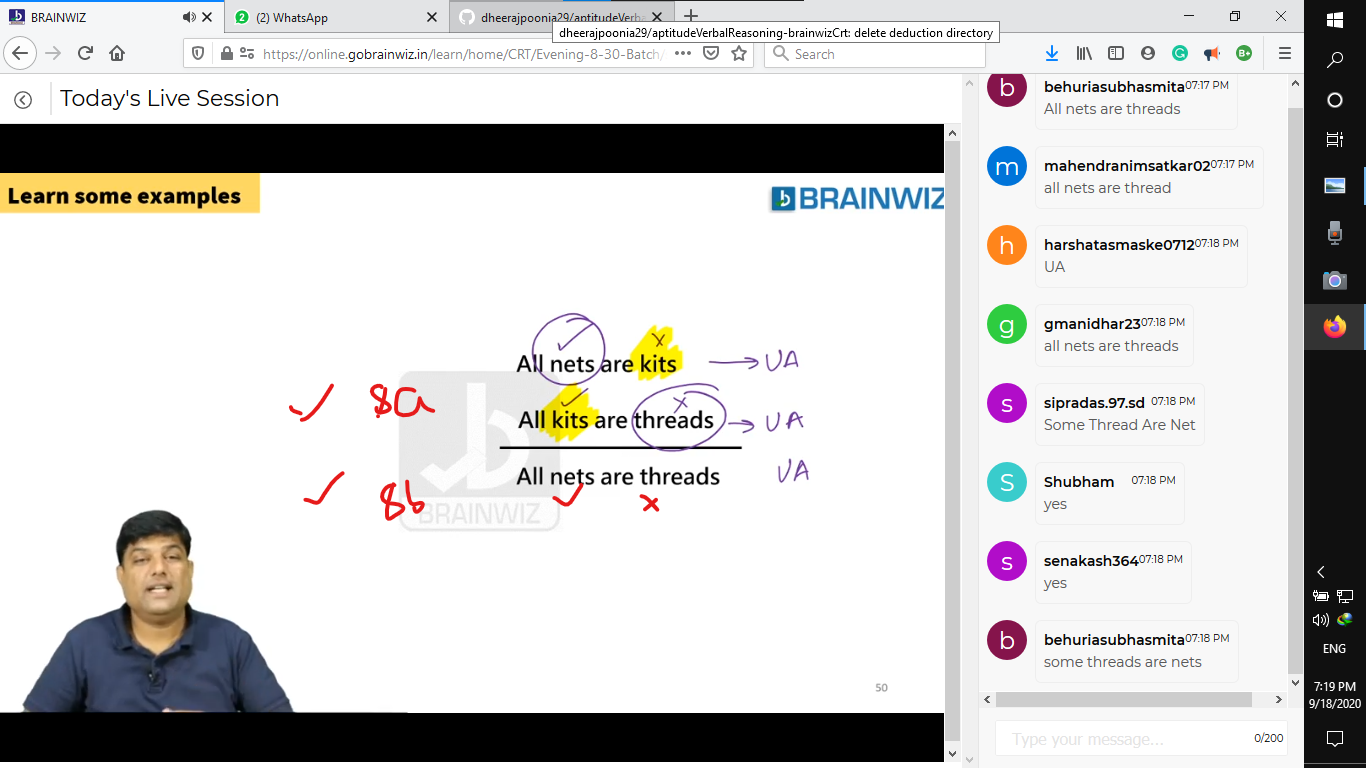 BRAINWIZ
(2) WhatsApp
dheerajpoonia29/aptitudeVerba
dheerajpoonia29/aptitudeVerbalReasoning-brainwizCrt: delete deduction directory
https://online.gobrainwiz.in/learn/home/CRT/Evening-8-30-Batch/
Search
Today's Live Session
Learn some examples
BRAINWIZ
All nets are kits → UA
All kits are threads → UA
All nets are threads UA
8a
8b
BRAINWIZ
50
behuriasubhasmita 07:17 PM
All nets are threads
mahendranimsatkar02 07:17 PM
all nets are thread
harshatasmaske0712 07:18 PM
UA
gmanidhar23 07:18 PM
all nets are threads
sipradas.97.sd 07:18 PM
Some Thread Are Net
Shubham 07:18 PM
yes
senakash364 07:18 PM
yes
behuriasubhasmita 07:18 PM
some threads are nets
Type your message...
0/200
ENG
7:19 PM
9/18/2020